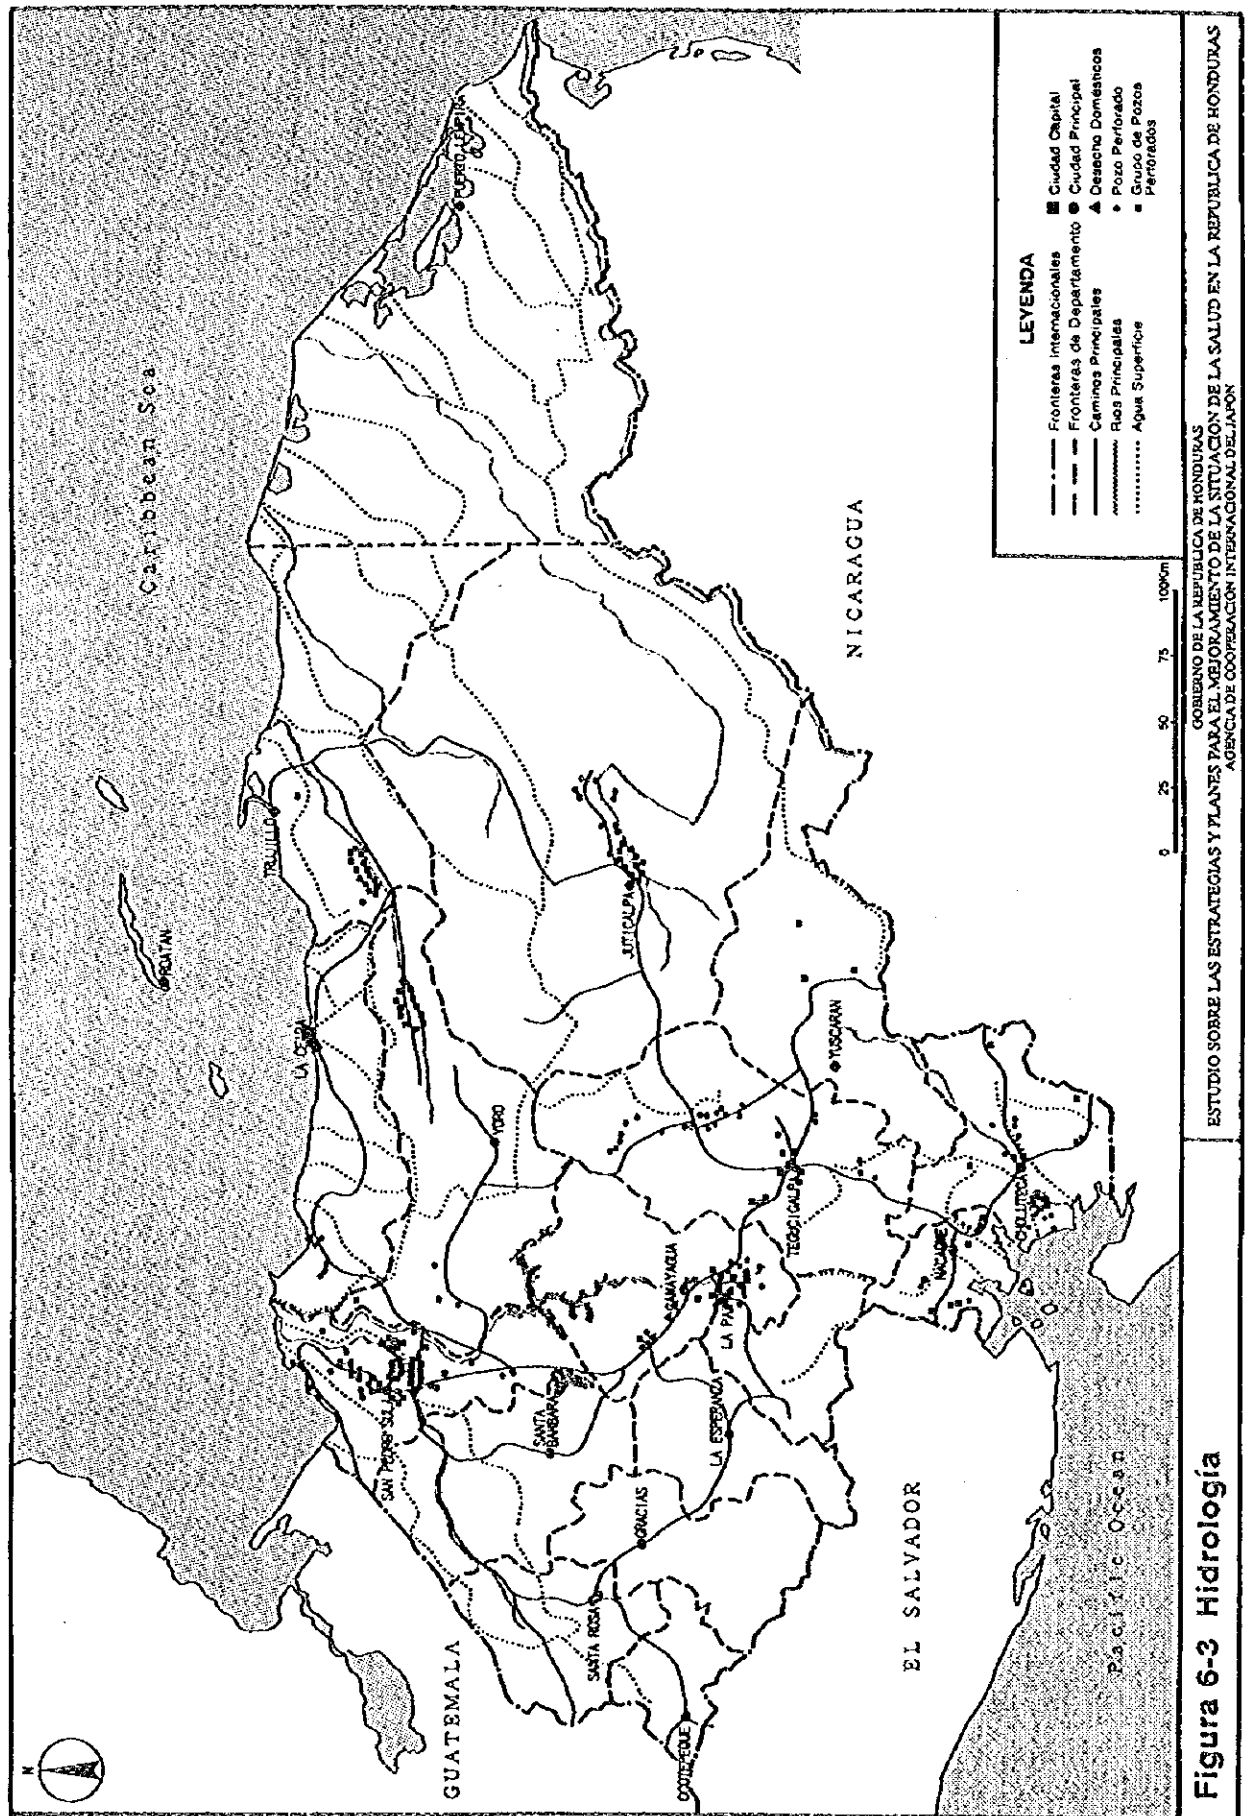 N
Caribbean Sea
ROATAN
TRUJILLO
LA CEIBA
PUERTO LEMPIRA
SAN PEDRO SULA
YORO
JUTICALPA
SANTA
BARBARA
GUATEMALA
SANTA ROSA
GRACIAS
COMAYAGUA
LA ESPERANZA
LA PAZ
OCOTEPEQUE
TEGUCIGALPA
YUSCARAN
NICARAGUA
EL SALVADOR
NACAOME
CHOLUTECA
Pacific Ocean
0 25 50 75 100Km
LEYENDA
Fronteras Internacionales
Fronteras de Departamento
Caminos Principales
Rios Principales
Agua Superficie
Ciudad Capital
Ciudad Principal
Desecho Domésticos
Pozo Perforado
Grupo de Pozos
Perforados
Figura 6-3 Hidrología
GOBIERNO DE LA REPUBLICA DE HONDURAS
ESTUDIO SOBRE LAS ESTRATEGIAS Y PLANES PARA EL MEJORAMIENTO DE LA SITUACION DE LA SALUD EN LA REPUBLICA DE HONDURAS
AGENCIA DE COOPERACION INTERNACIONAL DEL JAPON